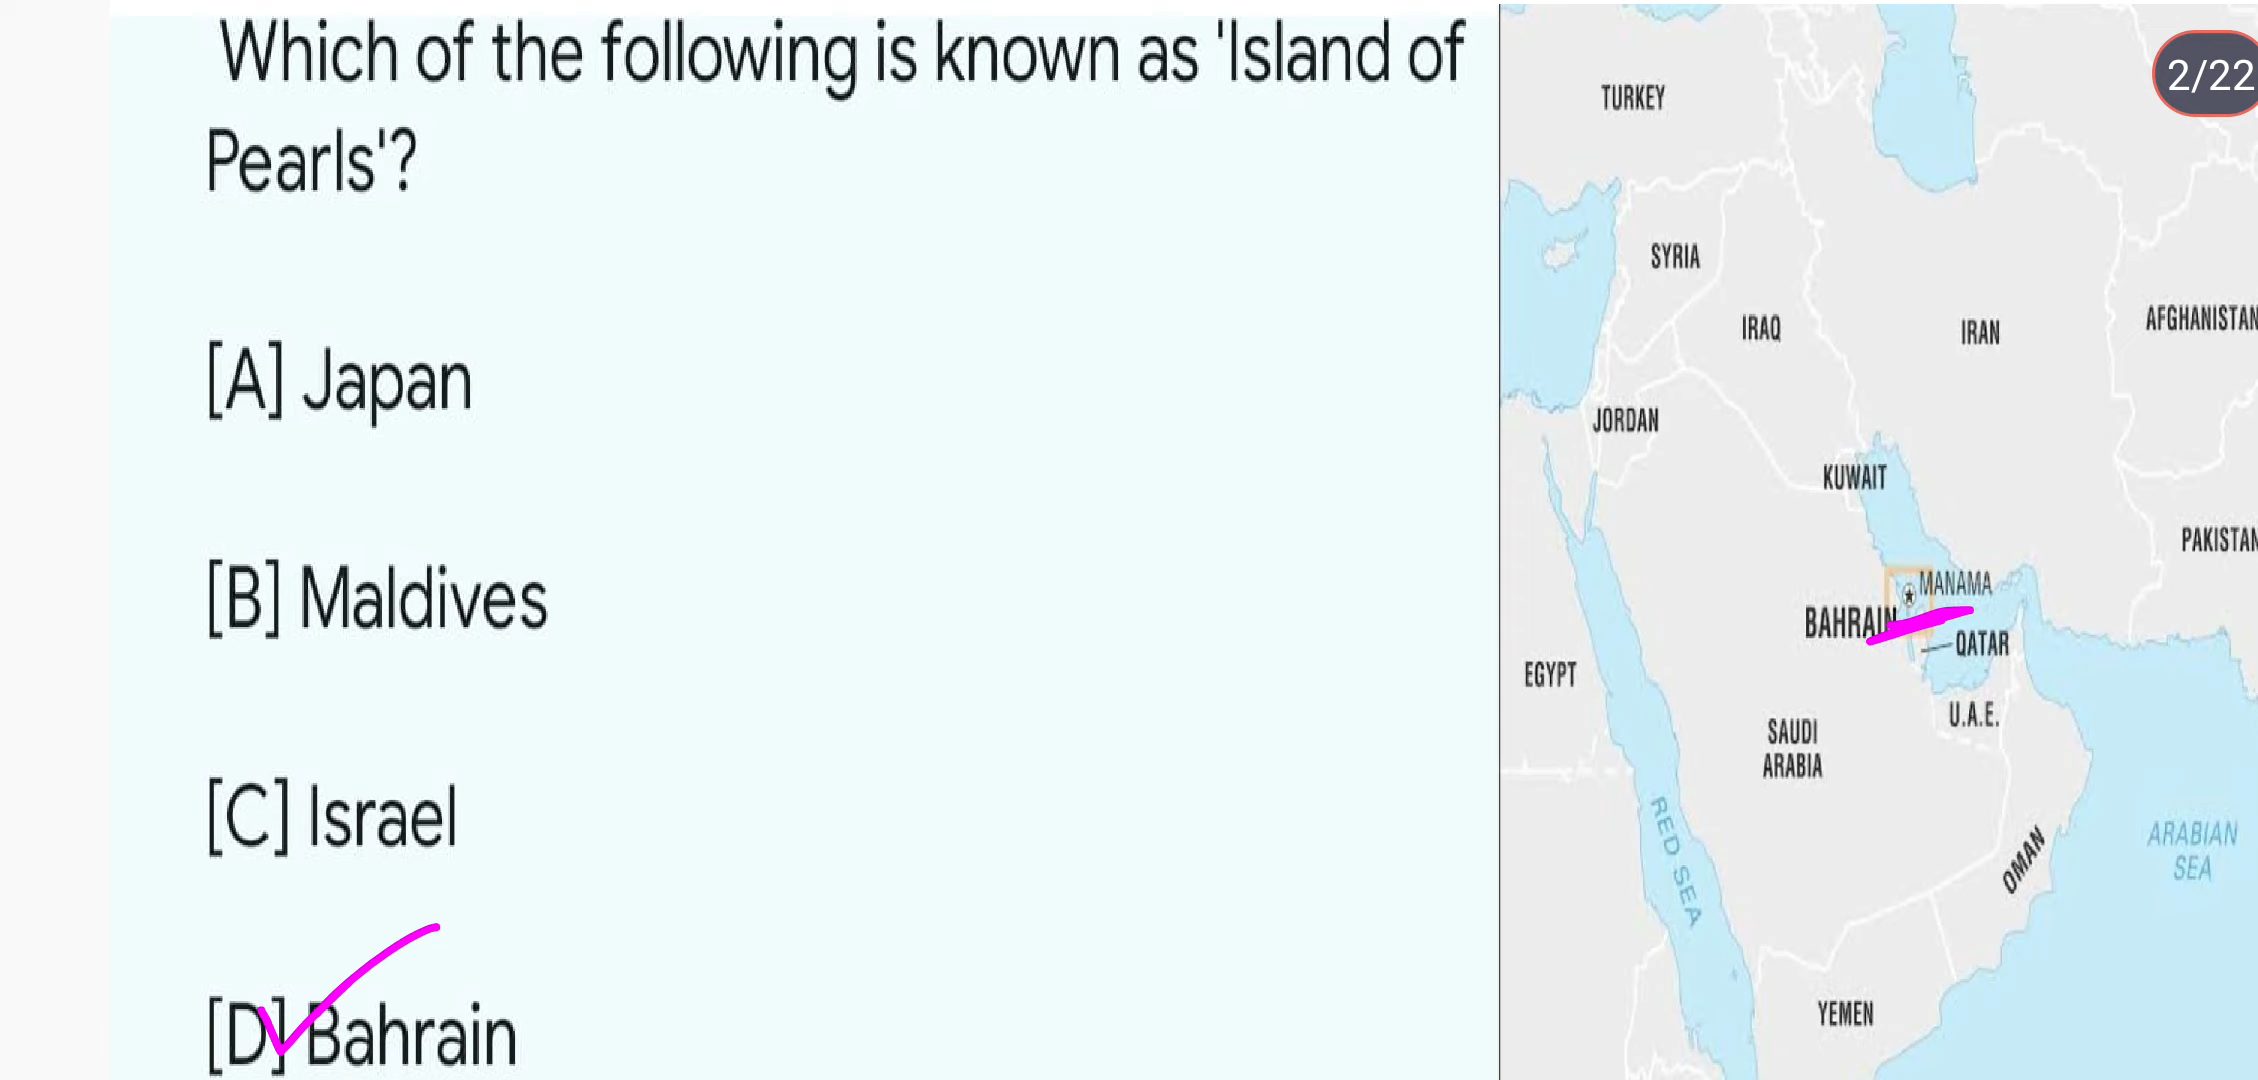 Which of the following is known as 'Island of
Pearls'?
[A] Japan
[B] Maldives
[C] Israel
[D] Bahrain
2/22
TURKEY
SYRIA
IRAQ
IRAN
AFGHANISTAN
JORDAN
KUWAIT
PAKISTAN
MANAMA
BAHRAIN
QATAR
EGYPT
U.A.E.
SAUDI
ARABIA
RED SEA
OMAN
ARABIAN
SEA
YEMEN